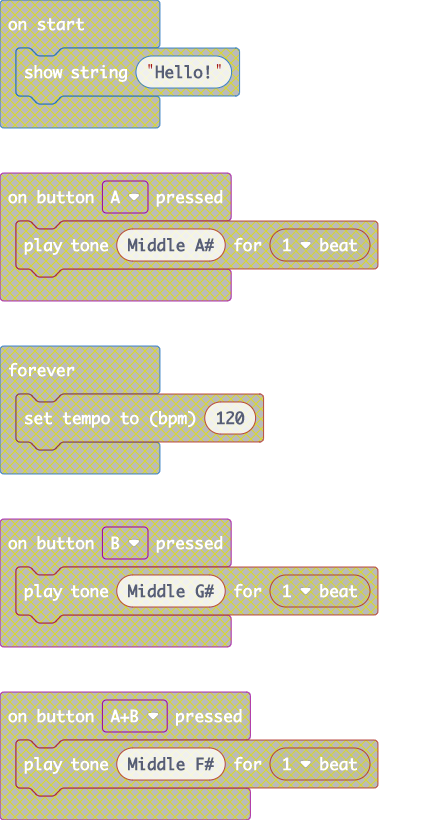 on start
show string "Hello!"
on button A pressed
play tone Middle A# for 1 beat
forever
set tempo to (bpm) 120
on button B pressed
play tone Middle G# for 1 beat
on button A+B pressed
play tone Middle F# for 1 beat